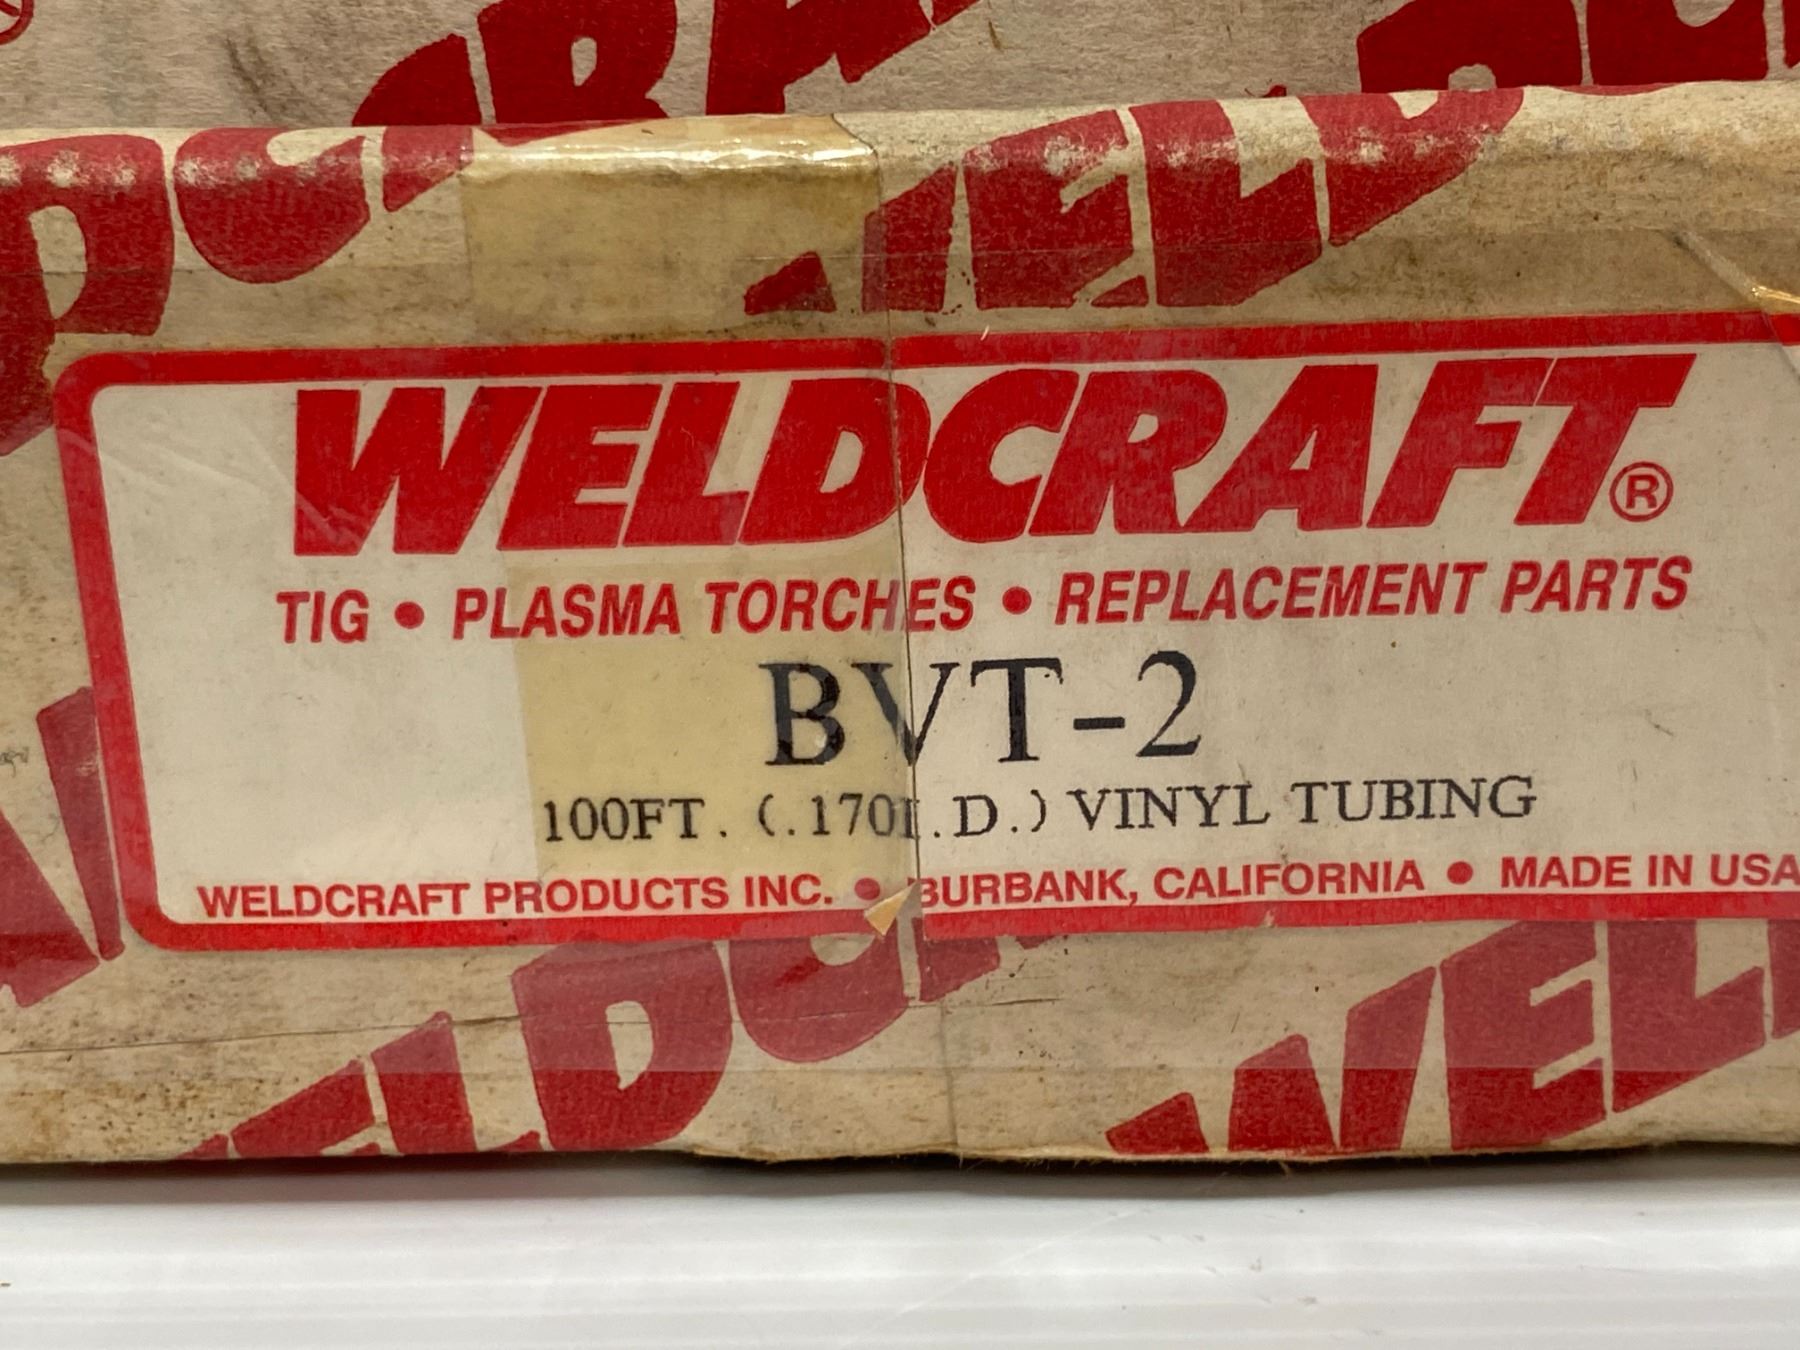 WELDCRAFT®
TIG • PLASMA TORCHES • REPLACEMENT PARTS
BVT-2
100FT. (.170I.D.) VINYL TUBING
WELDCRAFT PRODUCTS INC. • BURBANK, CALIFORNIA • MADE IN USA